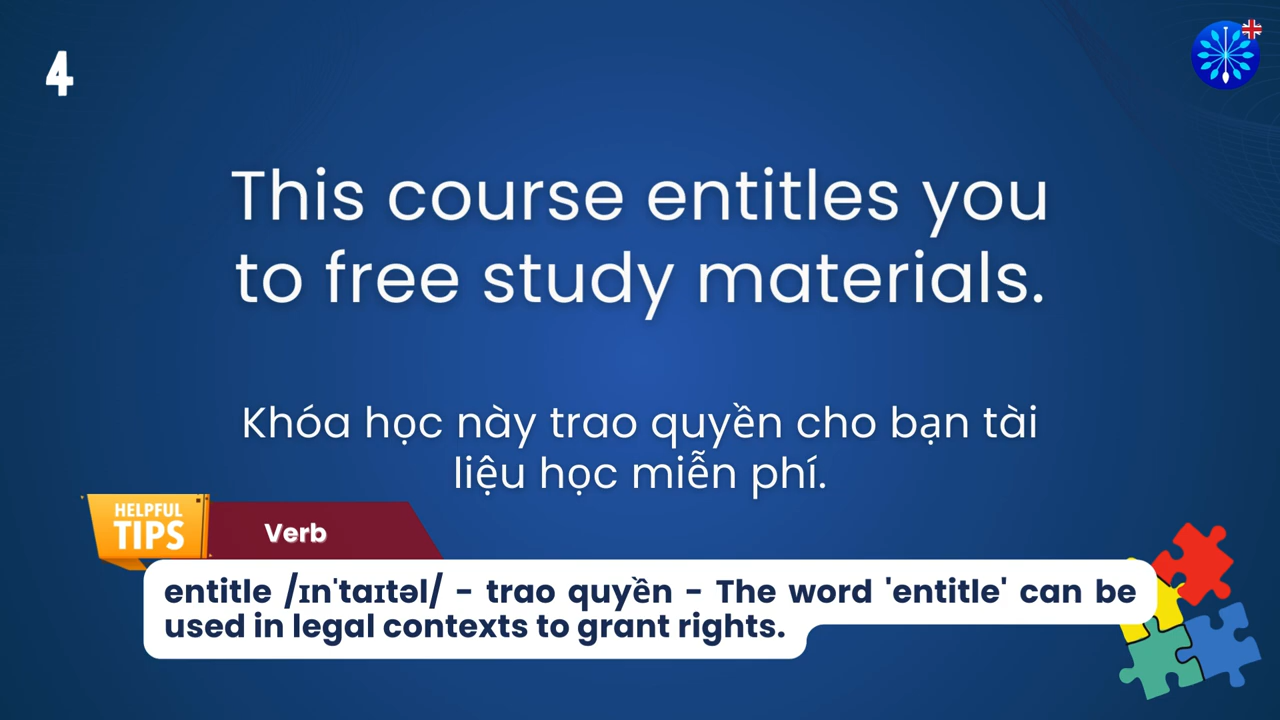 4
This course entitles you
to free study materials.
Khóa học này trao quyền cho bạn tài
liệu học miễn phí.
HELPFUL
TIPS
Verb
entitle /ɪnˈtaɪtəl/ - trao quyền - The word 'entitle' can be
used in legal contexts to grant rights.